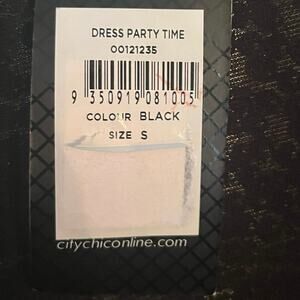 DRESS PARTY TIME
00121235
9 350919 081005
COLOUR BLACK
SIZE S
citychiconline.com